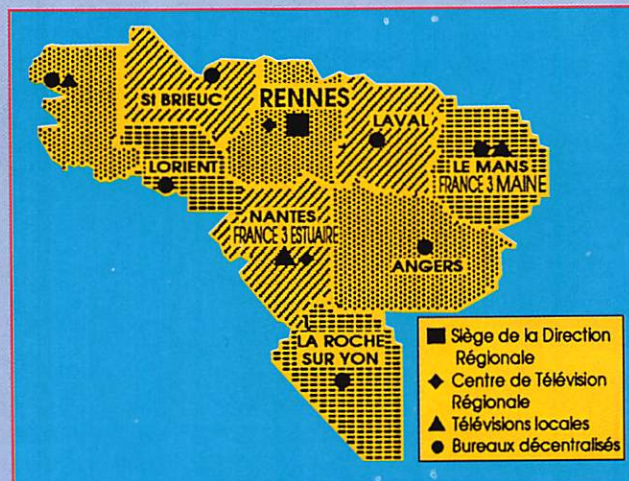 SI BRIEUC
RENNES
LAVAL
LORIENT
LE MANS
FRANCE 3 MAINE
NANTES
FRANCE 3 ESTUAIRE
ANGERS
LA ROCHE
SUR YON
Siège de la Direction
Régionale
Centre de Télévision
Régionale
Télévisions locales
Bureaux décentralisés